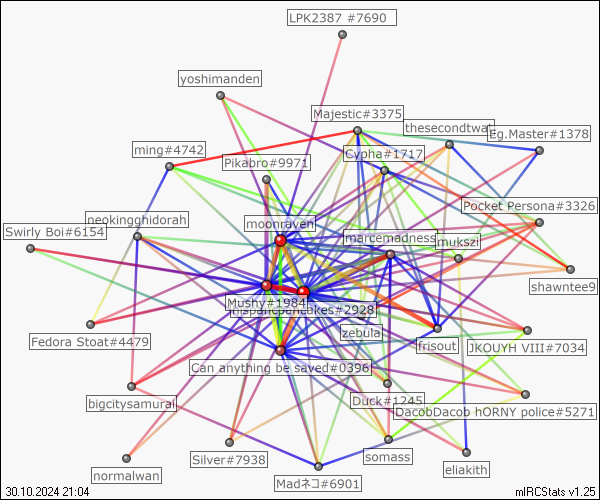 LPK2387 #7690
yoshimanden
Majestic#3375
thesecondtwat
Eg.Master#1378
ming#4742
Cypha#1717
Pikabro#9971
Pocket Persona#3326
neokingghidorah
moonraven
Swirly Boi#6154
marcemadness
mukszi
shawntee9
Mushy#1984
hispanicpancakes#2928
zebula
Fedora Stoat#4479
frisout
JKOUYH VIII#7034
Can anything be saved#0396
bigcitysamurai
Duck#1245
DacobDacob hORNY police#5271
normalwan
Silver#7938
somass
eliakith
Madネコ#6901
30.10.2024 21:04
mIRCStats v1.25